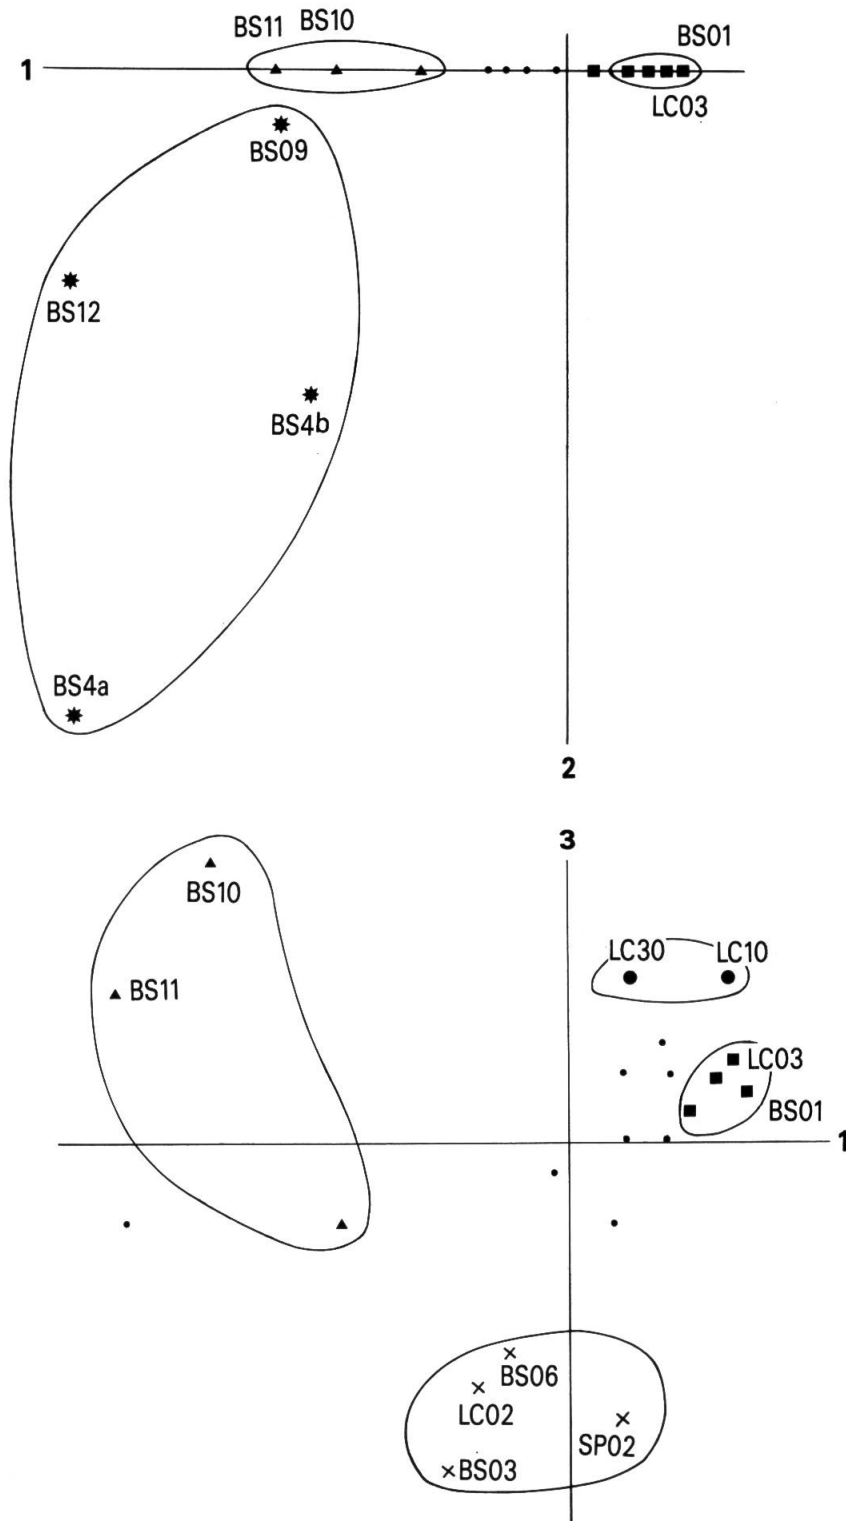 BS11 BS10
BS01
1
LC03
BS09
BS12
BS4b
BS4a
2
3
BS10
LC30 LC10
BS11
LC03
BS01
1
BS06
LC02
SP02
BS03